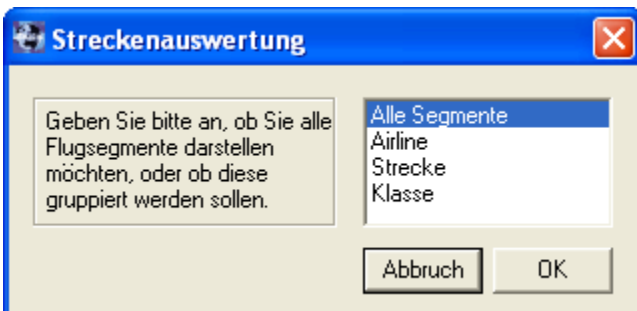 Streckenauswertung
Geben Sie bitte an, ob Sie alle
Flugsegmente darstellen
möchten, oder ob diese
gruppiert werden sollen.
Alle Segmente
Airline
Strecke
Klasse
Abbruch
OK